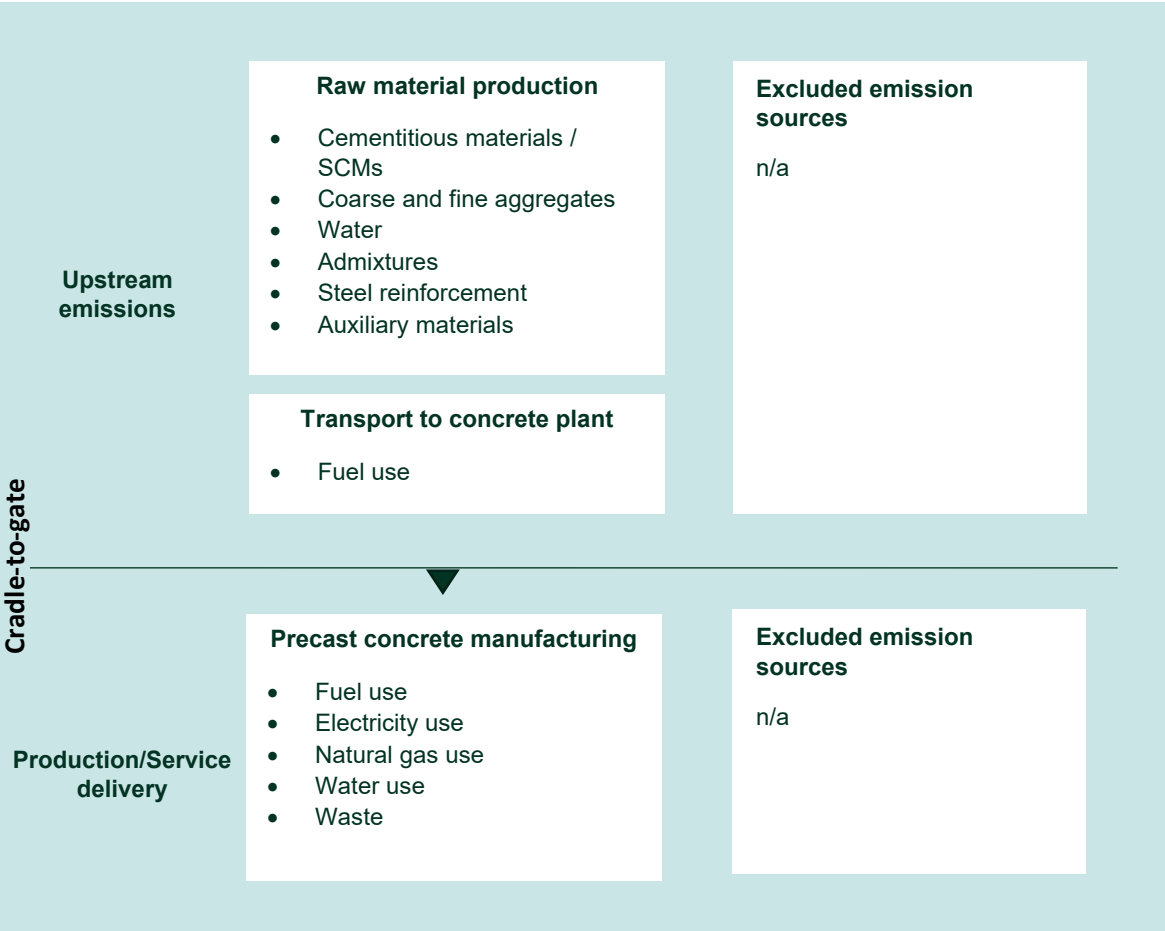 Cradle-to-gate
Upstream
emissions
Raw material production
• Cementitious materials /
SCMs
• Coarse and fine aggregates
• Water
• Admixtures
• Steel reinforcement
• Auxiliary materials
Transport to concrete plant
• Fuel use
Excluded emission
sources
n/a
Production/Service
delivery
Precast concrete manufacturing
• Fuel use
• Electricity use
• Natural gas use
• Water use
• Waste
Excluded emission
sources
n/a